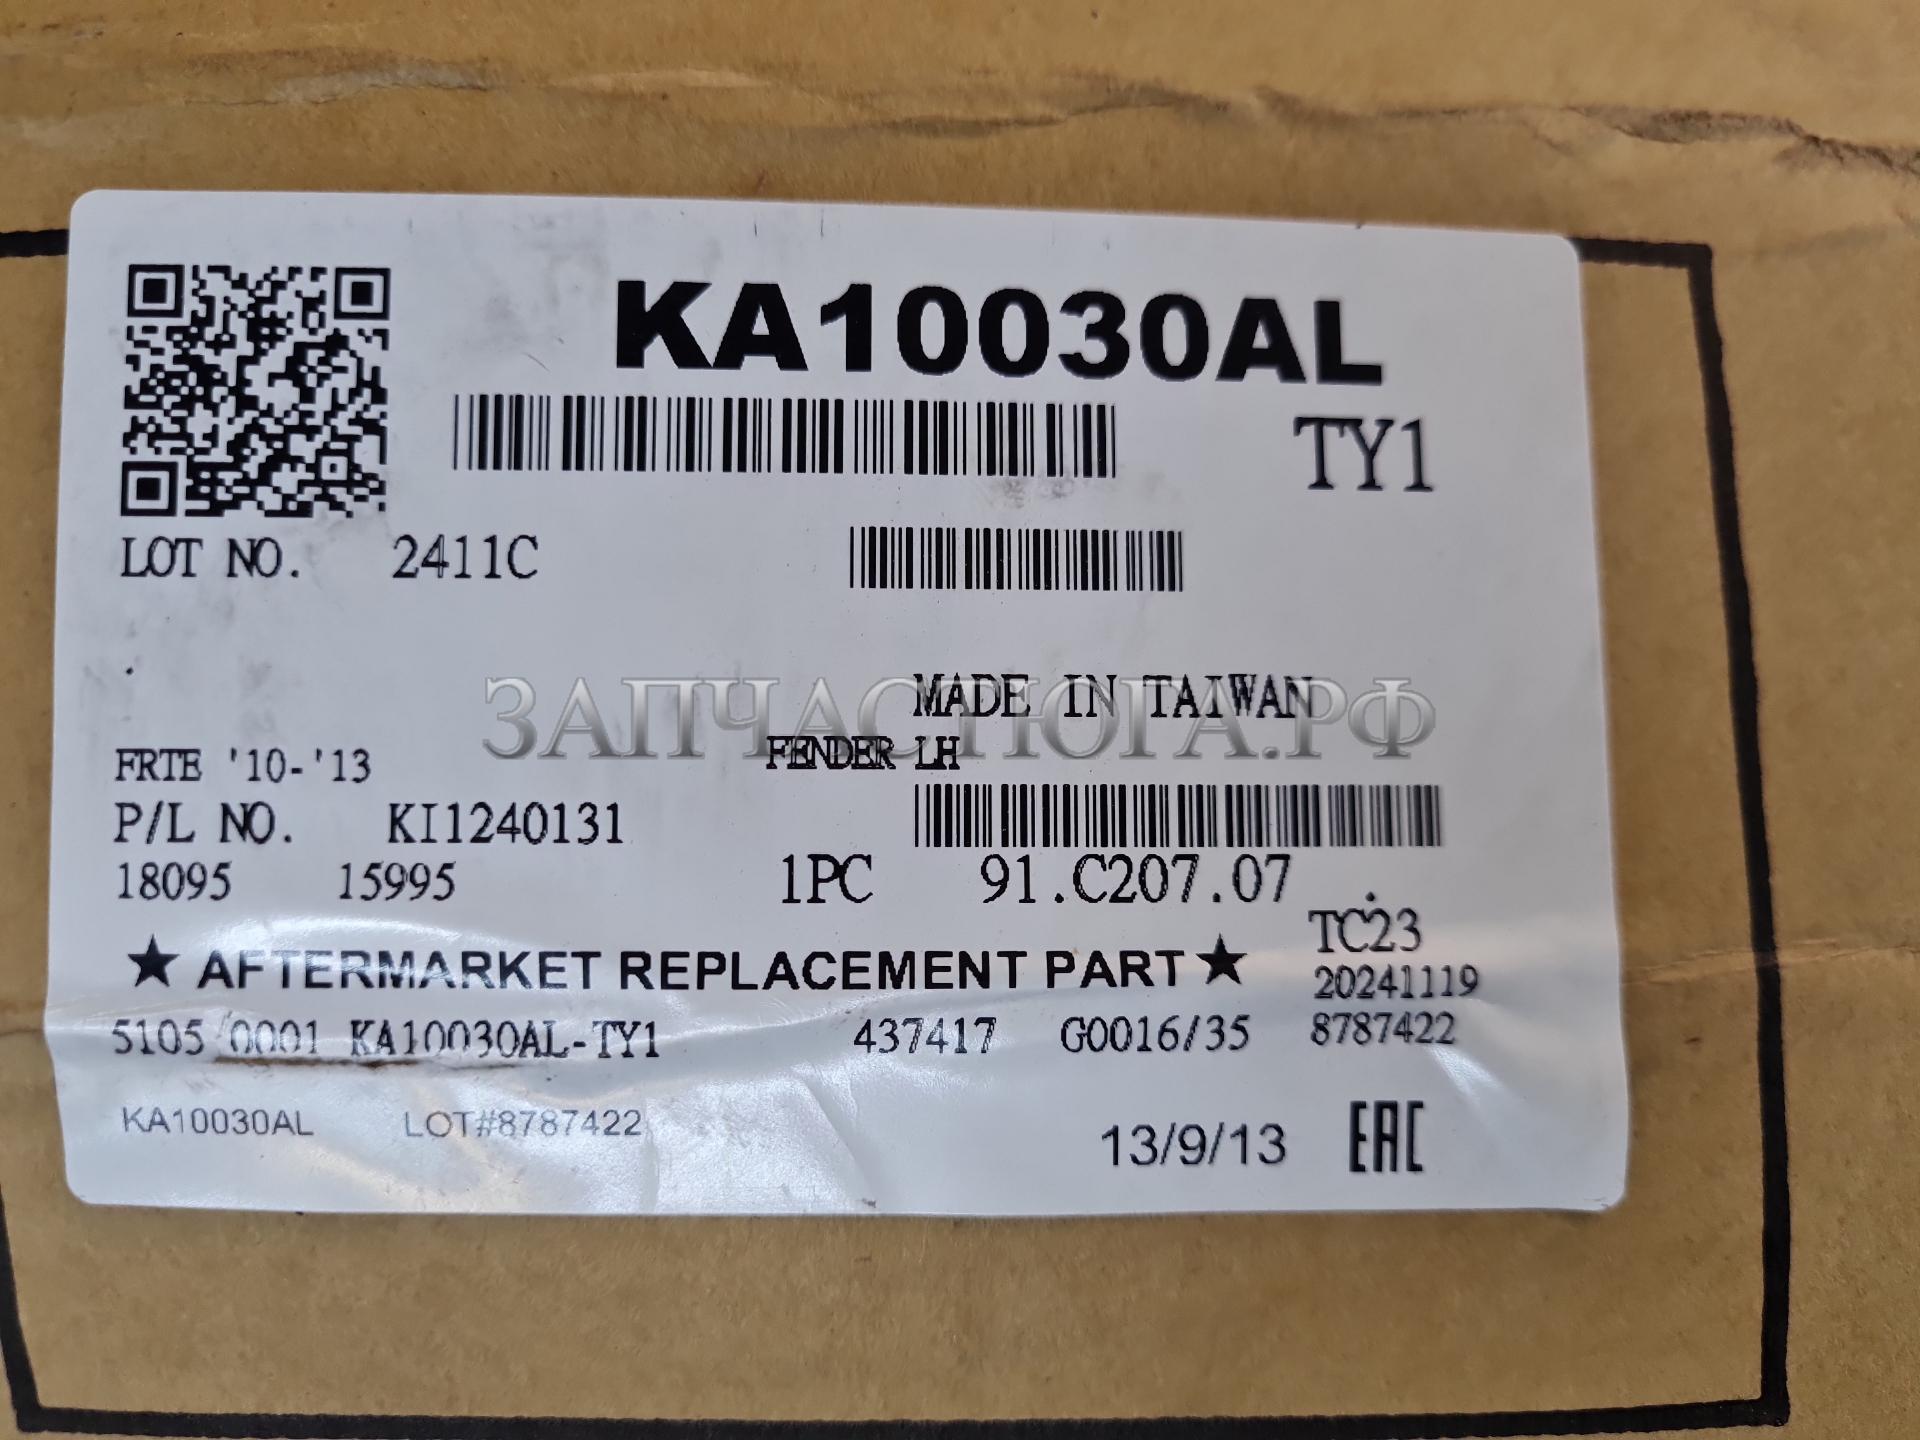 KA10030AL
TY1
LOT NO. 2411C
MADE IN TAIWAN
ЗАПЧАСТЮГА.РФ
FRTE '10-'13 FENDER LH
P/L NO. KI1240131
18095 15995 1PC 91.C207.07
TC23
★ AFTERMARKET REPLACEMENT PART ★
20241119
5105 0001 KA10030AL-TY1 437417 G0016/35 8787422
KA10030AL LOT#8787422
13/9/13 EAC